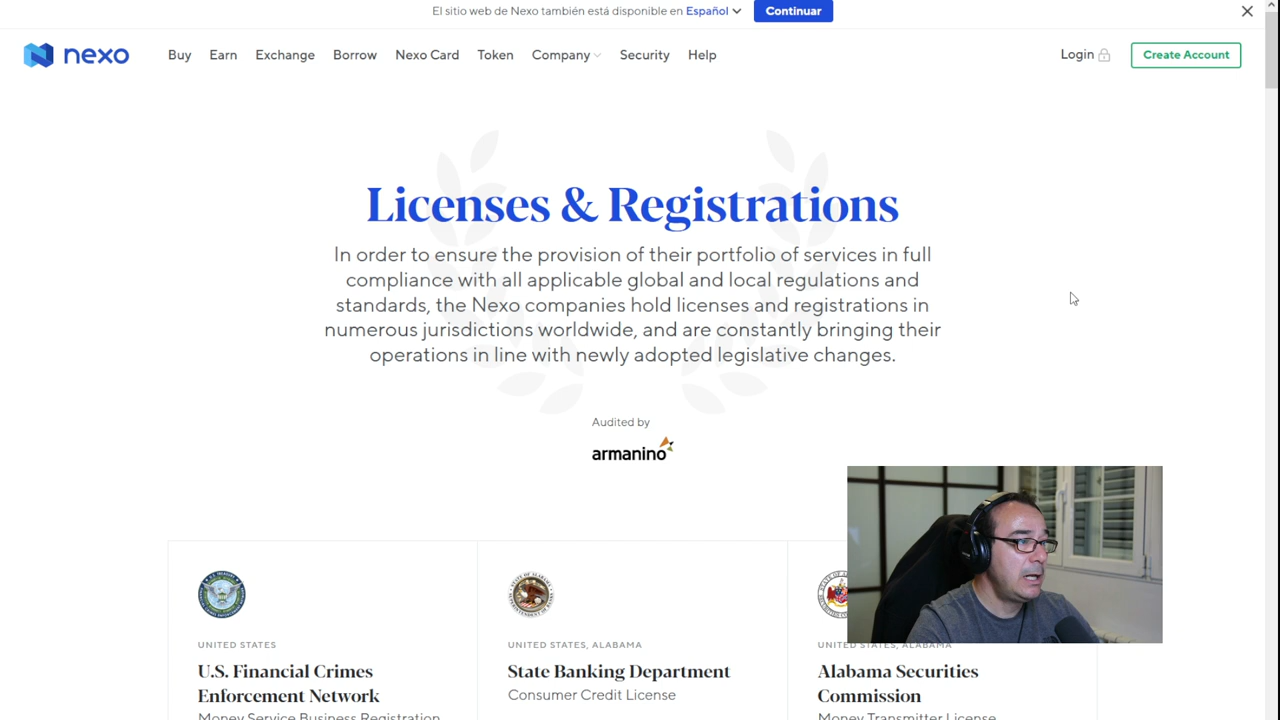 El sitio web de Nexo también está disponible en Español
Continuar
nexo
Buy
Earn
Exchange
Borrow
Nexo Card
Token
Company
Security
Help
Login
Create Account
Licenses & Registrations
In order to ensure the provision of their portfolio of services in full
compliance with all applicable global and local regulations and
standards, the Nexo companies hold licenses and registrations in
numerous jurisdictions worldwide, and are constantly bringing their
operations in line with newly adopted legislative changes.
Audited by
armanino
UNITED STATES
U.S. Financial Crimes
Enforcement Network
Money Service Business Registration
UNITED STATES, ALABAMA
State Banking Department
Consumer Credit License
UNITED STATES, ALABAMA
Alabama Securities
Commission
Money Transmitter License